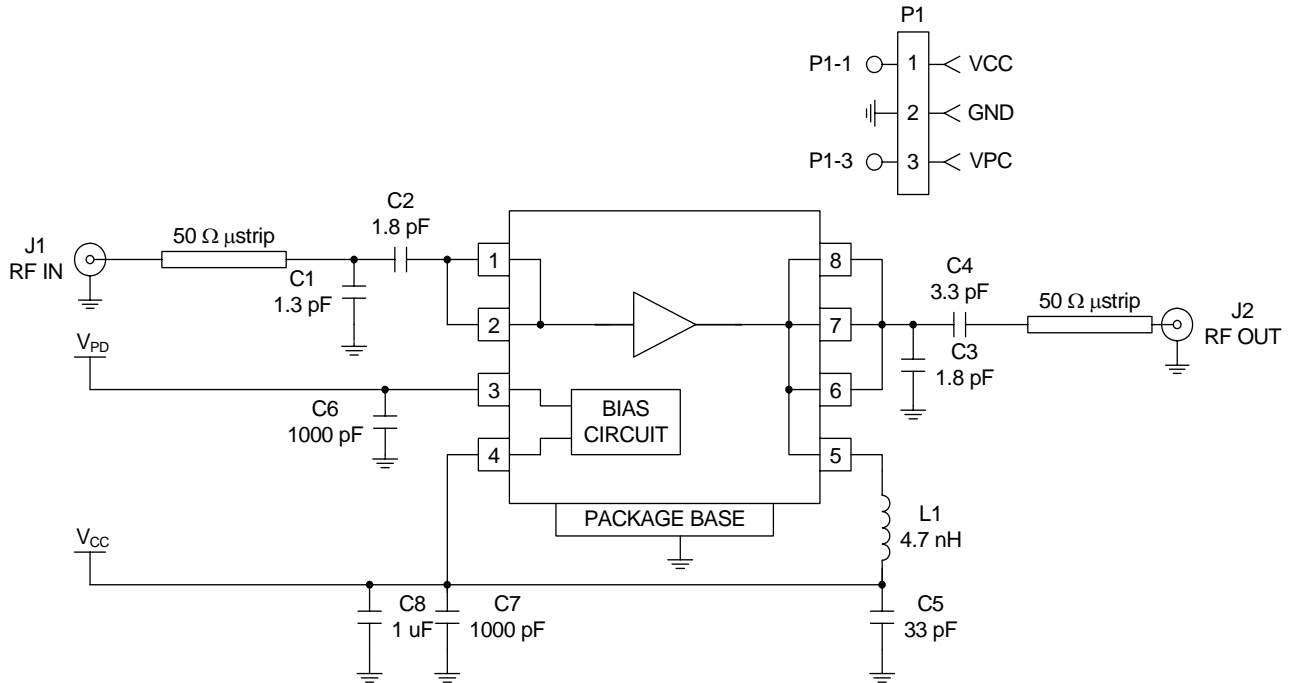 P1
P1-1
1
VCC
2
GND
P1-3
3
VPC
J1
RF IN
50 Ω μstrip
C1
1.3 pF
C2
1.8 pF
1
2
3
4
8
7
6
5
BIAS
CIRCUIT
PACKAGE BASE
C4
3.3 pF
C3
1.8 pF
50 Ω μstrip
J2
RF OUT
VPD
C6
1000 pF
VCC
C8
1 uF
C7
1000 pF
L1
4.7 nH
C5
33 pF